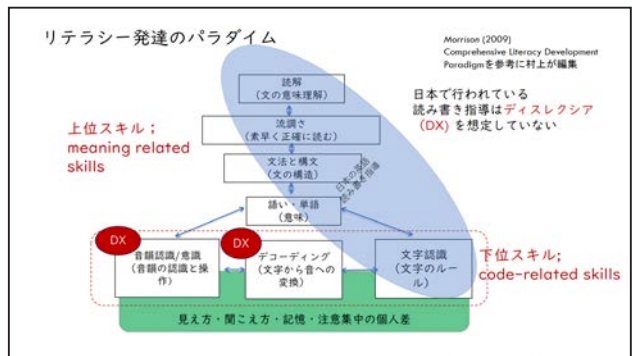 リテラシー発達のパラダイム
Morrison (2009)
Comprehensive Literacy Development
Paradigmを参考に村上が編集
日本で行われている
読み書き指導はディスレクシア
(DX) を想定していない
読解
(文の意味理解)
流調さ
(素早く正確に読む)
上位スキル;
meaning related
skills
文法と構文
(文の構造)
日本の英語
読み書き指導
語い・単語
(意味)
DX
音韻認識/意識
(音韻の認識と操
作)
DX
デコーディング
(文字から音への
変換)
文字認識
(文字のルー
ル)
下位スキル;
code-related skills
見え方・聞こえ方・記憶・注意集中の個人差